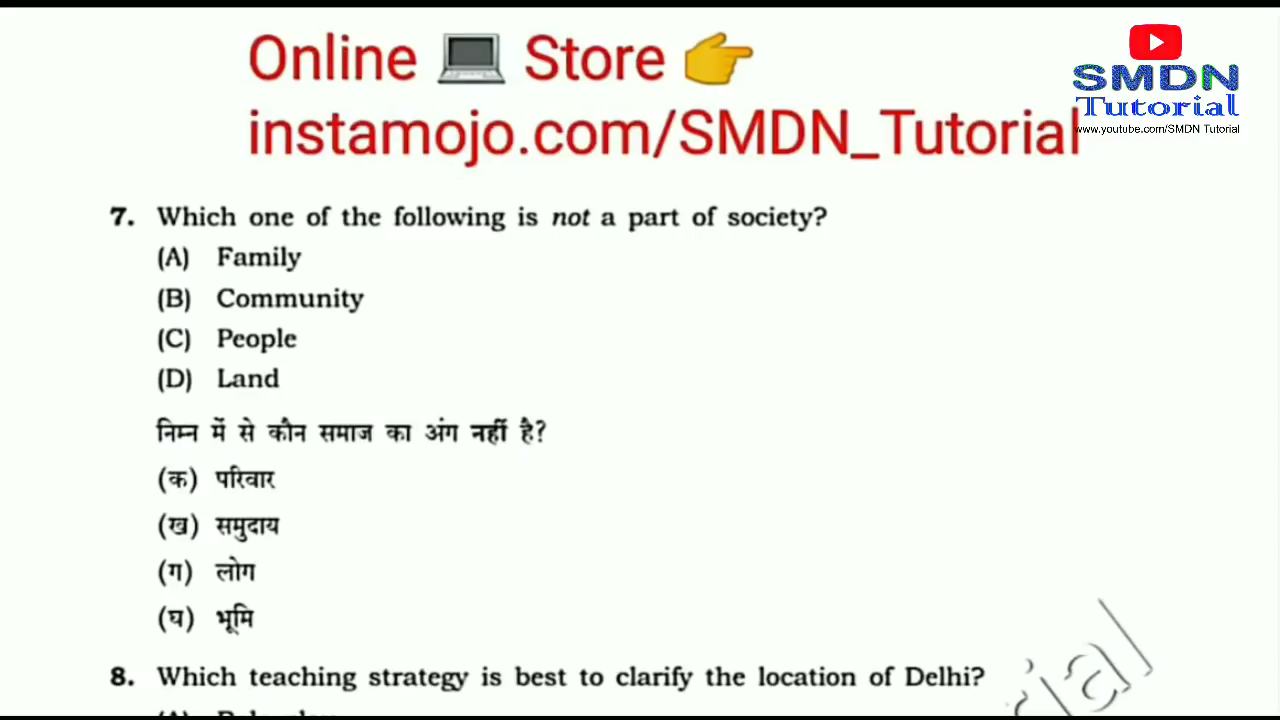 Online 💻 Store 👉
instamojo.com/SMDN_Tutorial
SMDN
Tutorial
www.youtube.com/SMDN Tutorial
7. Which one of the following is not a part of society?
(A) Family
(B) Community
(C) People
(D) Land
निम्न में से कौन समाज का अंग नहीं है?
(क) परिवार
(ख) समुदाय
(ग) लोग
(घ) भूमि
8. Which teaching strategy is best to clarify the location of Delhi?